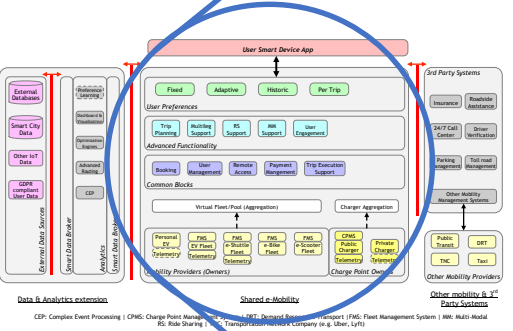 User Smart Device App
Fixed
Adaptive
Historic
Per Trip
User Preferences
Trip
Planning
Multileg
Support
RS
Support
MM
Support
User
Engagement
Advanced Functionality
Booking
User
Management
Remote
Access
Payment
Mangement
Trip Execution
Support
Common Blocks
Virtual Fleet/Pool (Aggregation)
Charger Aggregation
Personal
EV
Telemetry
FMS
EV Fleet
Telemetry
FMS
e-Shuttle
Fleet
FMS
e-Bike
Fleet
FMS
e-Scooter
Fleet
Mobility Providers (Owners)
CPMS
Public
Charger
Telemetry
Private
Charger
Telemetry
Charge Point Owners
External
Databases
Smart City
Data
Other IoT
Data
GDPR
compliant
User Data
External Data Sources
Smart Data Broker
Preference
Learning
Dashboard &
Visualizations
Optimization
Engines
Advanced
Routing
CEP
Analytics
Smart Data Broker
3rd Party Systems
Insurance
Roadside
Assistance
24/7 Call
Center
Driver
Verification
Parking
Management
Toll road
Management
Other Mobility
Management Systems
Public
Transit
DRT
TNC
Taxi
Other Mobility Providers
Data & Analytics extension
Shared e-Mobility
Other mobility & 3rd
Party Systems
CEP: Complex Event Processing | CPMS: Charge Point Management System | DRT: Demand Response Transport |FMS: Fleet Management System | MM: Multi-Modal
RS: Ride Sharing | TNC: Transportation Network Company (e.g. Uber, Lyft)